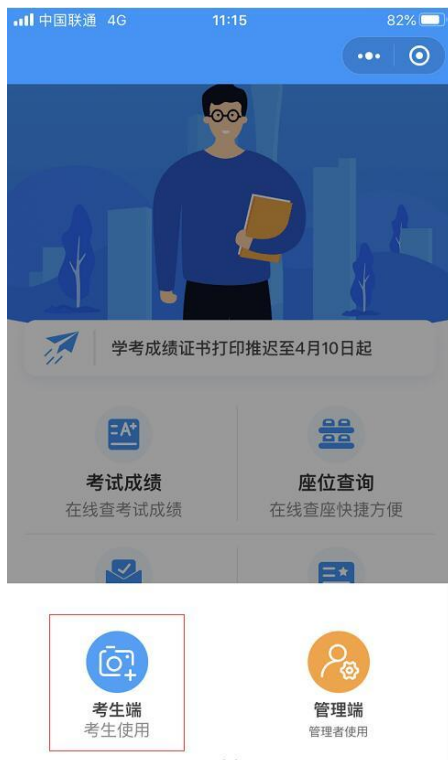 中国联通 4G 11:15 82%
学考成绩证书打印推迟至4月10日起
考试成绩 座位查询
在线查考试成绩 在线查座快捷方便
考生端 管理端
考生使用 管理者使用